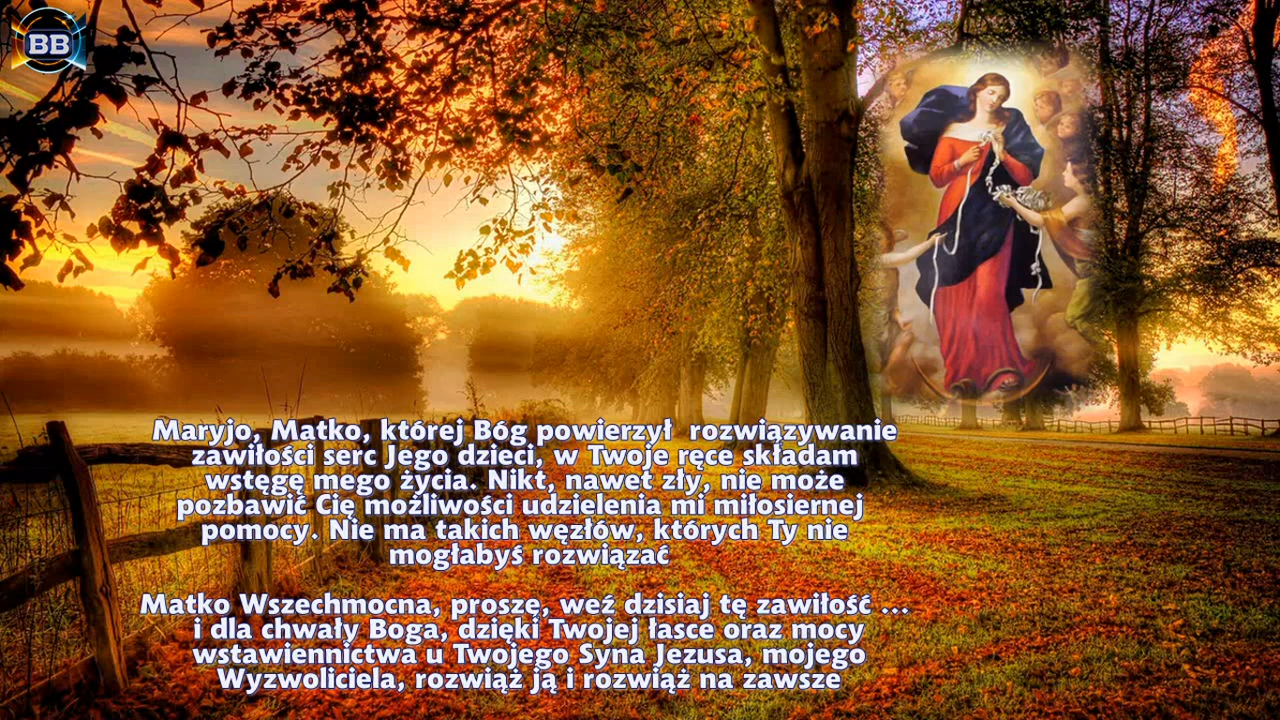 BB
Maryjo, Matko, której Bóg powierzył rozwiązywanie
zawiłości serc Jego dzieci, w Twoje ręce składam
wstęgę mego życia. Nikt, nawet zły, nie może
pozbawić Cię możliwości udzielenia mi miłosiernej
pomocy. Nie ma takich węzłów, których Ty nie
mogłabyś rozwiązać
Matko Wszechmocna, proszę, weź dzisiaj tę zawiłość ...
i dla chwały Boga, dzięki Twojej łasce oraz mocy
wstawiennictwa u Twojego Syna Jezusa, mojego
Wyzwoliciela, rozwiąż ją i rozwiąż na zawsze